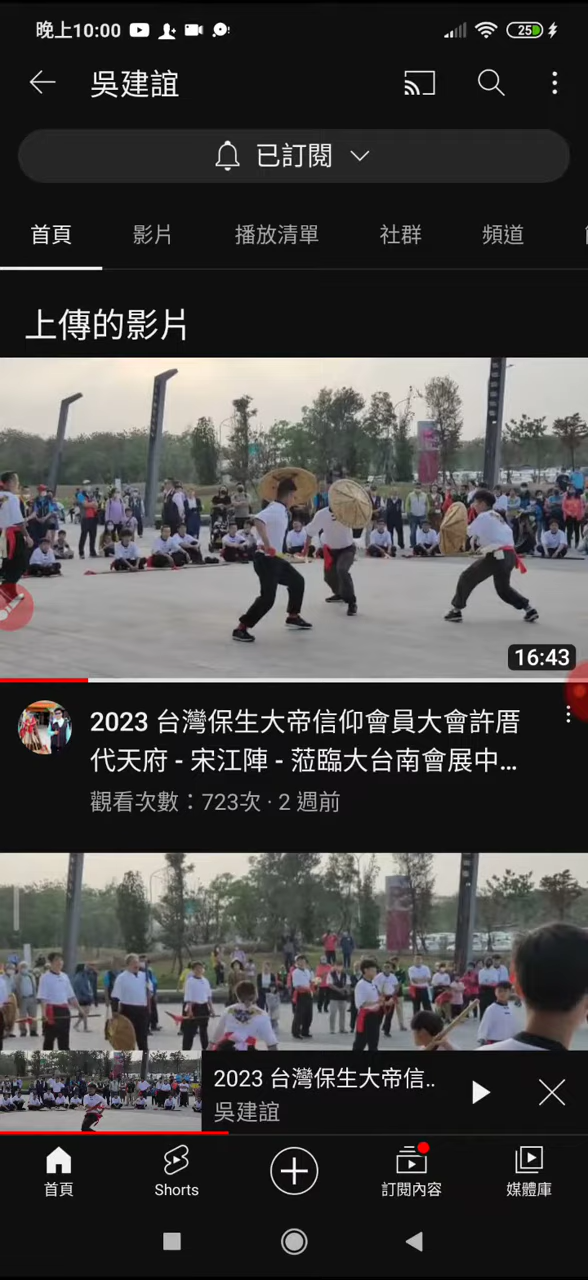 晚上10:00
25
吳建誼
已訂閱
首頁 影片 播放清單 社群 頻道
上傳的影片
16:43
2023 台灣保生大帝信仰會員大會許厝
代天府 - 宋江陣 - 蒞臨大台南會展中...
觀看次數：723次 · 2 週前
2023 台灣保生大帝信..
吳建誼
首頁 Shorts 訂閱內容 媒體庫